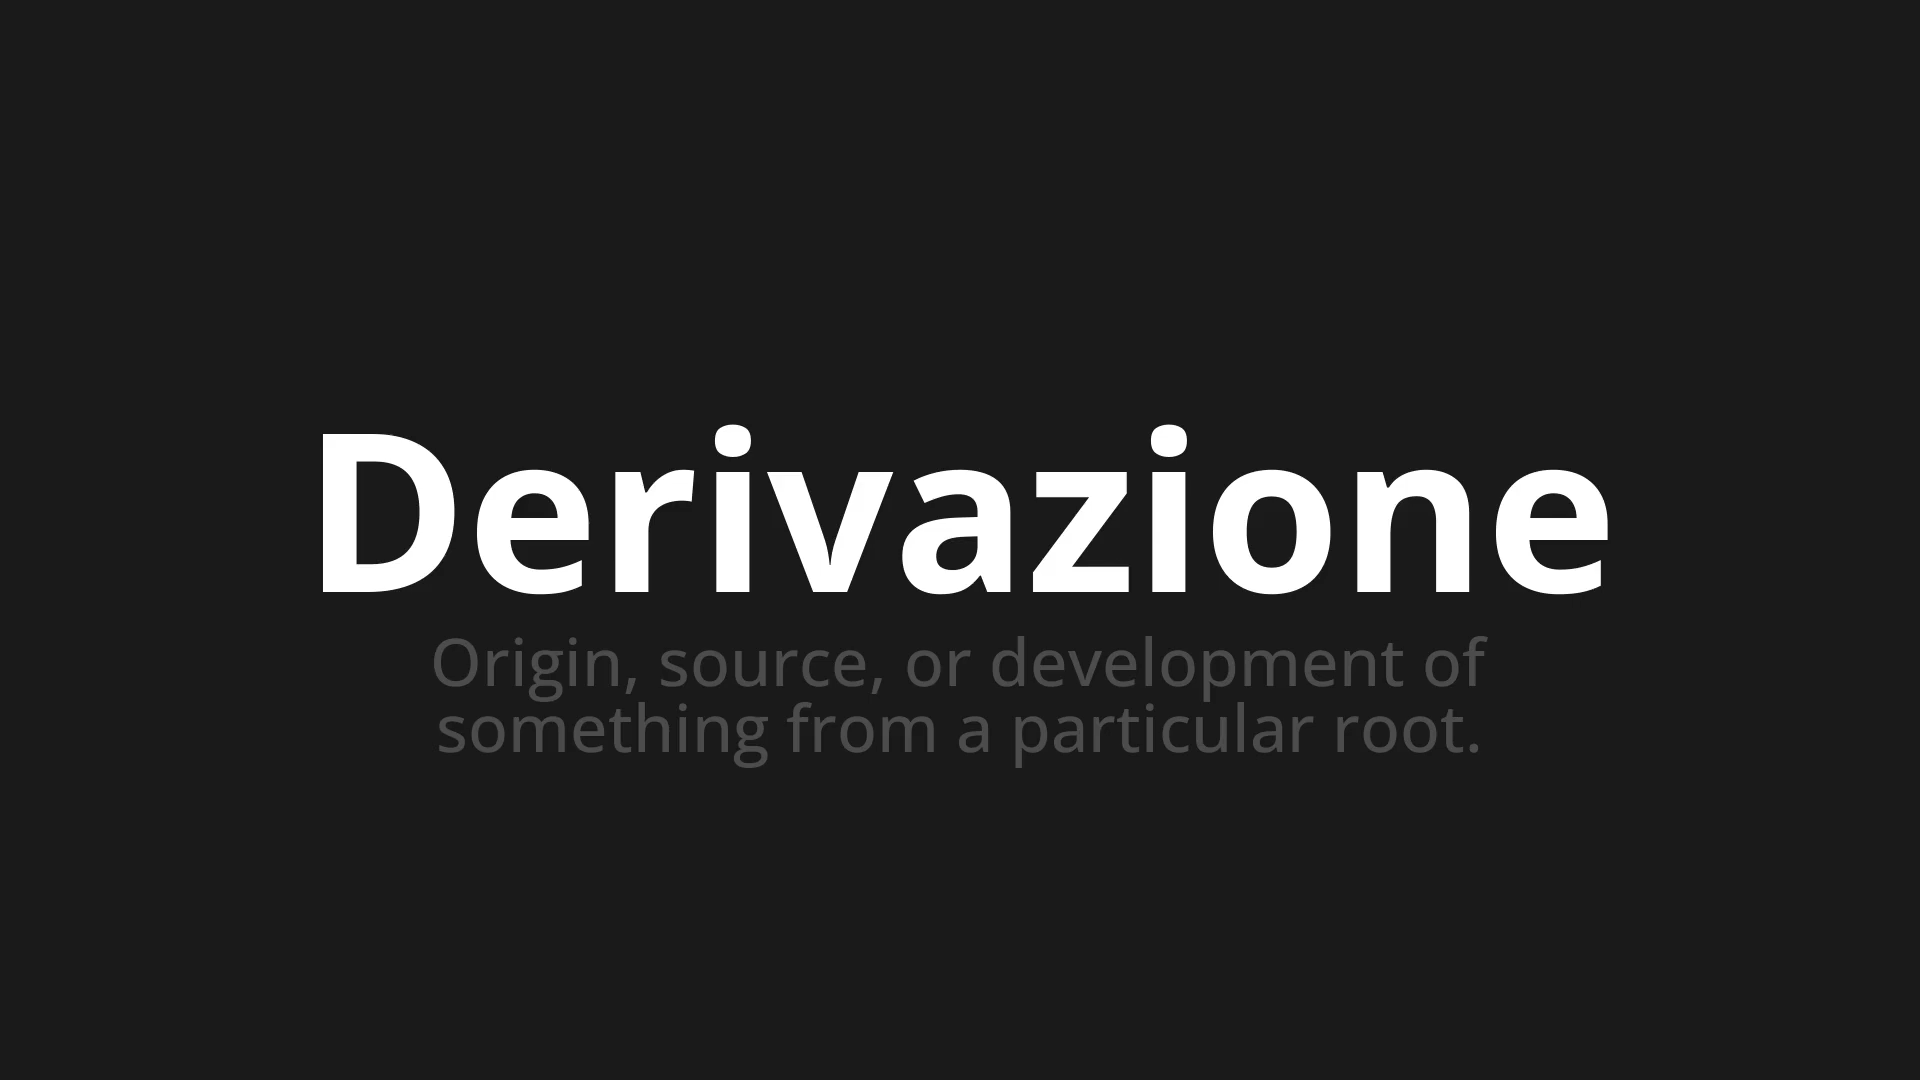 Derivazione
Origin, source, or development of
something from a particular root.